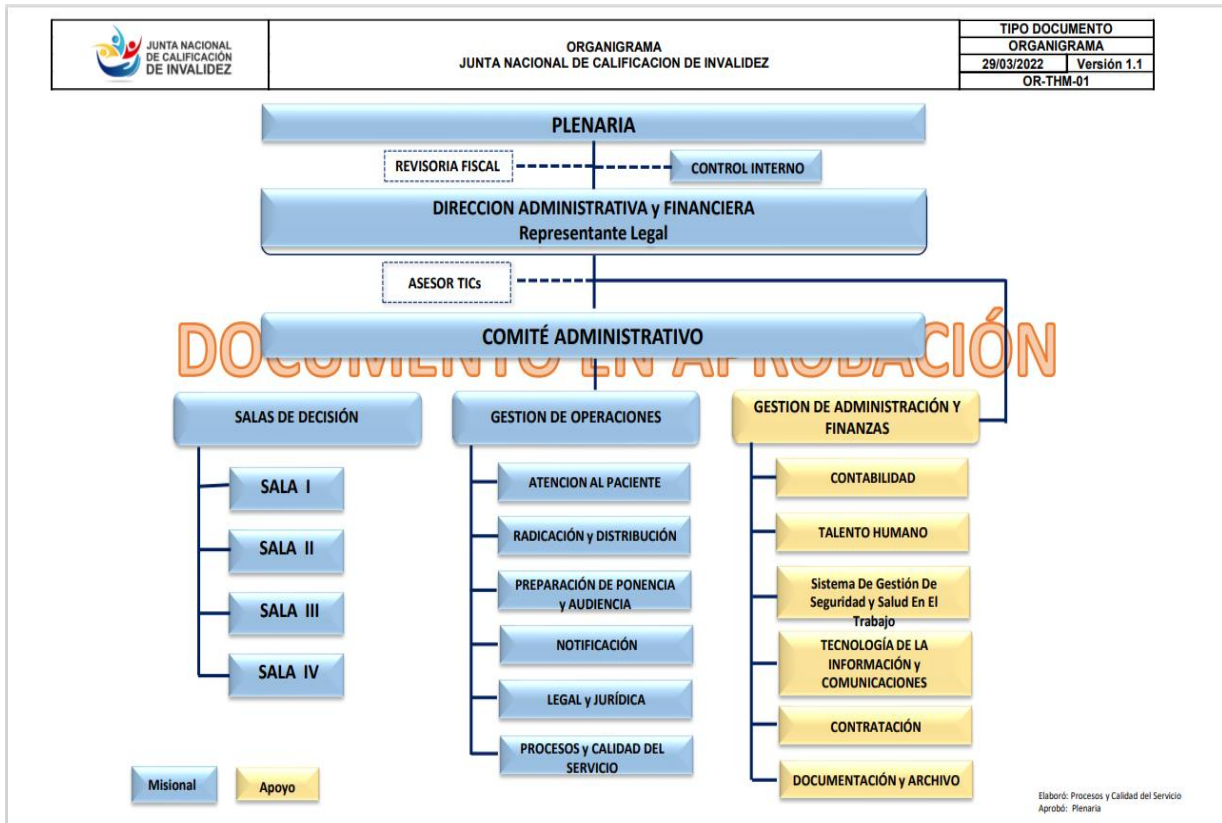 JUNTA NACIONAL
DE CALIFICACIÓN
DE INVALIDEZ
ORGANIGRAMA
JUNTA NACIONAL DE CALIFICACION DE INVALIDEZ
TIPO DOCUMENTO
ORGANIGRAMA
29/03/2022 Versión 1.1
OR-THM-01
PLENARIA
REVISORIA FISCAL
CONTROL INTERNO
DIRECCION ADMINISTRATIVA y FINANCIERA
Representante Legal
ASESOR TICs
COMITÉ ADMINISTRATIVO
DOCUMENTO EN APROBACIÓN
SALAS DE DECISIÓN
SALA I
SALA II
SALA III
SALA IV
GESTION DE OPERACIONES
ATENCION AL PACIENTE
RADICACIÓN y DISTRIBUCIÓN
PREPARACIÓN DE PONENCIA
y AUDIENCIA
NOTIFICACIÓN
LEGAL y JURÍDICA
PROCESOS y CALIDAD DEL
SERVICIO
GESTION DE ADMINISTRACIÓN Y
FINANZAS
CONTABILIDAD
TALENTO HUMANO
Sistema De Gestión De
Seguridad y Salud En El
Trabajo
TECNOLOGÍA DE LA
INFORMACIÓN y
COMUNICACIONES
CONTRATACIÓN
DOCUMENTACIÓN y ARCHIVO
Misional
Apoyo
Elaboró: Procesos y Calidad del Servicio
Aprobó: Plenaria